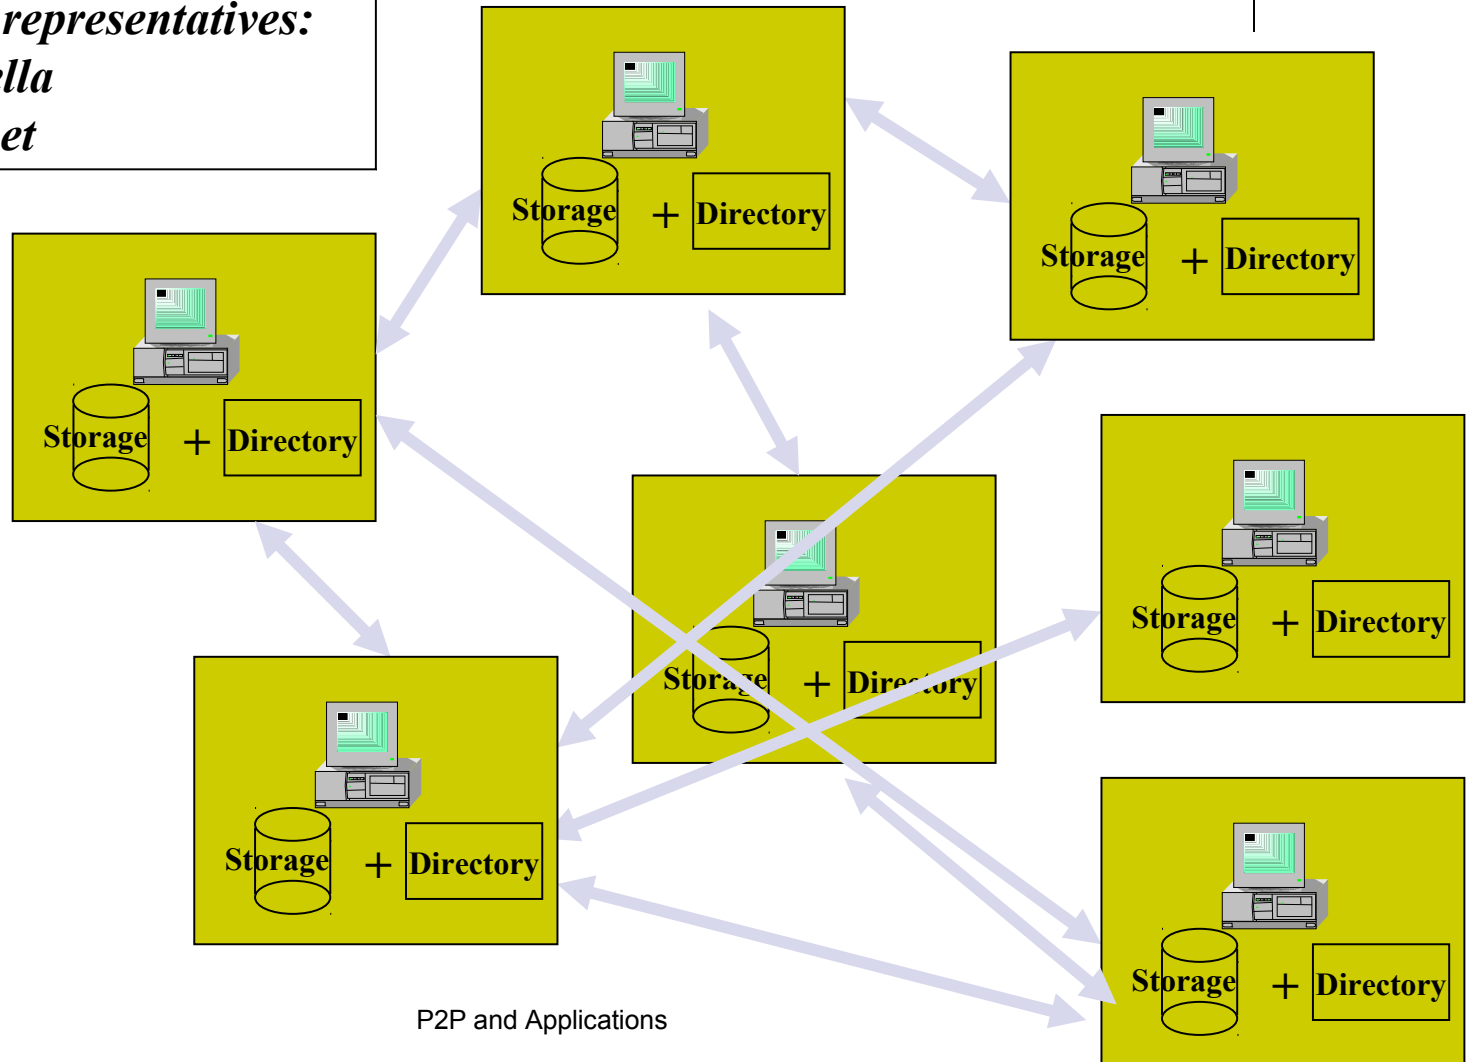 representatives:
ella
et
Storage + Directory
Storage + Directory
Storage + Directory
Storage + Directory
Storage + Directory
Storage + Directory
Storage + Directory
P2P and Applications